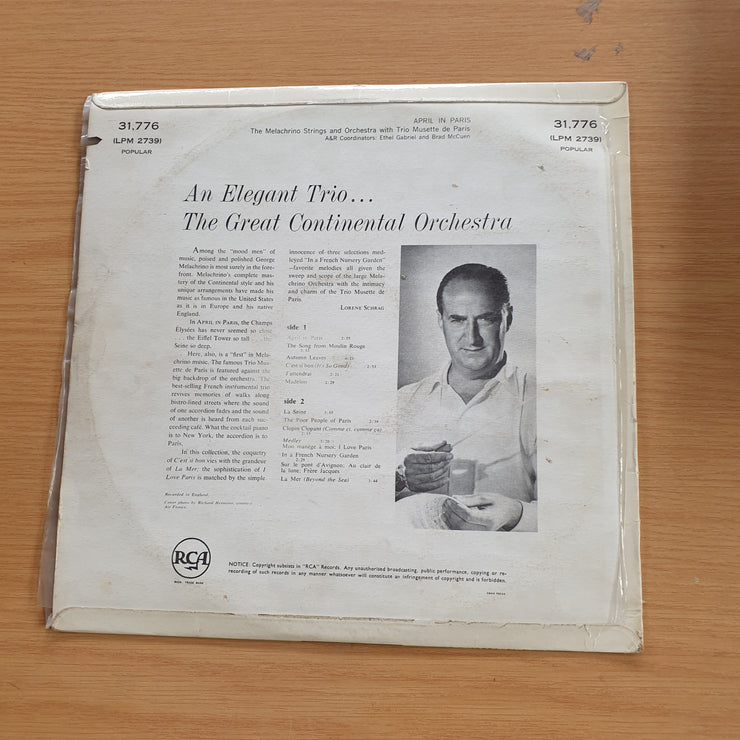 31,776
(LPM 2739)
POPULAR
APRIL IN PARIS
The Melachrino Strings and Orchestra with Trio Musette de Paris
A&R Coordinators: Ethel Gabriel and Brad McCuen
31,776
(LPM 2739)
POPULAR
An Elegant Trio...
The Great Continental Orchestra
Among the "mood men" of
music, poised and polished George
Melachrino is most surely in the fore-
front. Melachrino's complete mas-
tery of the Continental style and his
unique arrangements have made his
music as famous in the United States
as it is in Europe and his native
England.
In APRIL IN PARIS, the Champs
Elysées has never seemed so close
. . . the Eiffel Tower so tall . . . the
Seine so deep.
Here, also, is a "first" in Mela-
chrino music. The famous Trio Mus-
ette de Paris is featured against the
big backdrop of the orchestra. The
best-selling French instrumental trio
revives memories of walks along
bistro-lined streets where the sound
of one accordion fades and the sound
of another is heard from each suc-
ceeding café. What the cocktail piano
is to New York, the accordion is to
Paris.
In this collection, the coquetry
of C'est si bon vies with the grandeur
of La Mer; the sophistication of I
Love Paris is matched by the simple
innocence of three selections med-
leyed "In a French Nursery Garden"
—favorite melodies all given the
sweep and scope of the large Mela-
chrino Orchestra with the intimacy
and charm of the Trio Musette de
Paris.
LORENE SCHRAG
side 1
April in Paris
The Song from Moulin Rouge
Autumn Leaves
C'est si bon (It's So Good)
J'attendrai
Madelon
side 2
La Seine
The Poor People of Paris
Clopin Clopant (Comme ci, comme ça)
Medley
Mon manège à moi; I Love Paris
In a French Nursery Garden
Sur le pont d'Avignon; Au clair de
la lune; Frère Jacques
La Mer (Beyond the Sea)
Recorded in England.
Cover photo by Richard Heimann, courtesy
Air France.
RCA
NOTICE: Copyright subsists in "RCA" Records. Any unauthorised broadcasting, public performance, copying or re-
recording of such records in any manner whatsoever will constitute an infringement of copyright and is forbidden.